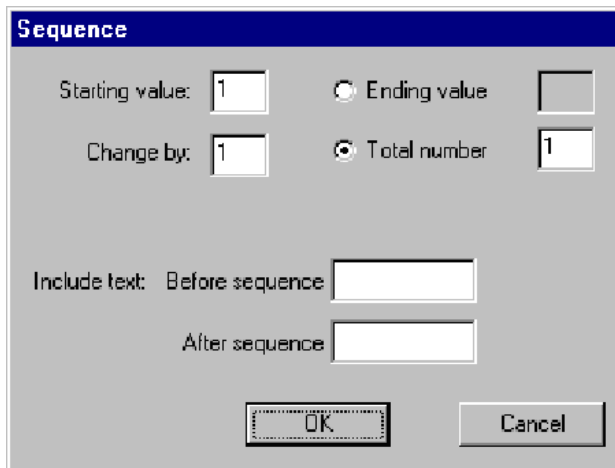 Sequence
Starting value: 1 Ending value
Change by: 1 Total number 1
Include text: Before sequence
After sequence
OK Cancel